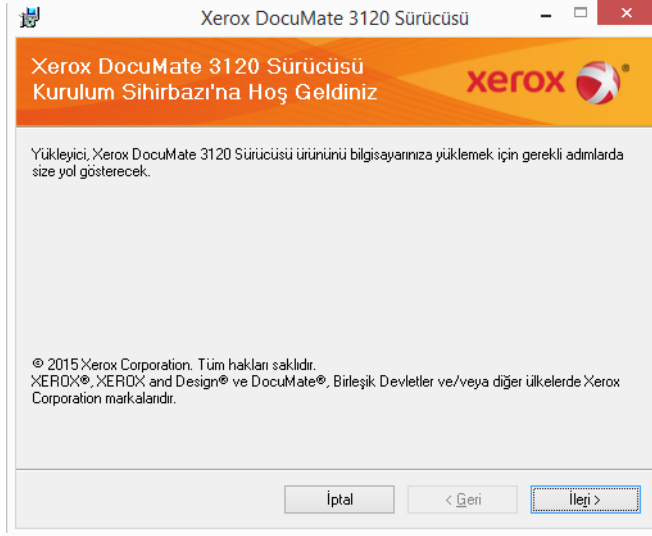 Xerox DocuMate 3120 Sürücüsü
Xerox DocuMate 3120 Sürücüsü
Kurulum Sihirbazı'na Hoş Geldiniz
xerox
Yükleyici, Xerox DocuMate 3120 Sürücüsü ürününü bilgisayarınıza yüklemek için gerekli adımlarda
size yol gösterecek.
© 2015 Xerox Corporation. Tüm hakları saklıdır.
XEROX®, XEROX and Design® ve DocuMate®, Birleşik Devletler ve/veya diğer ülkelerde Xerox
Corporation markalarıdır.
İptal
< Geri
İleri >